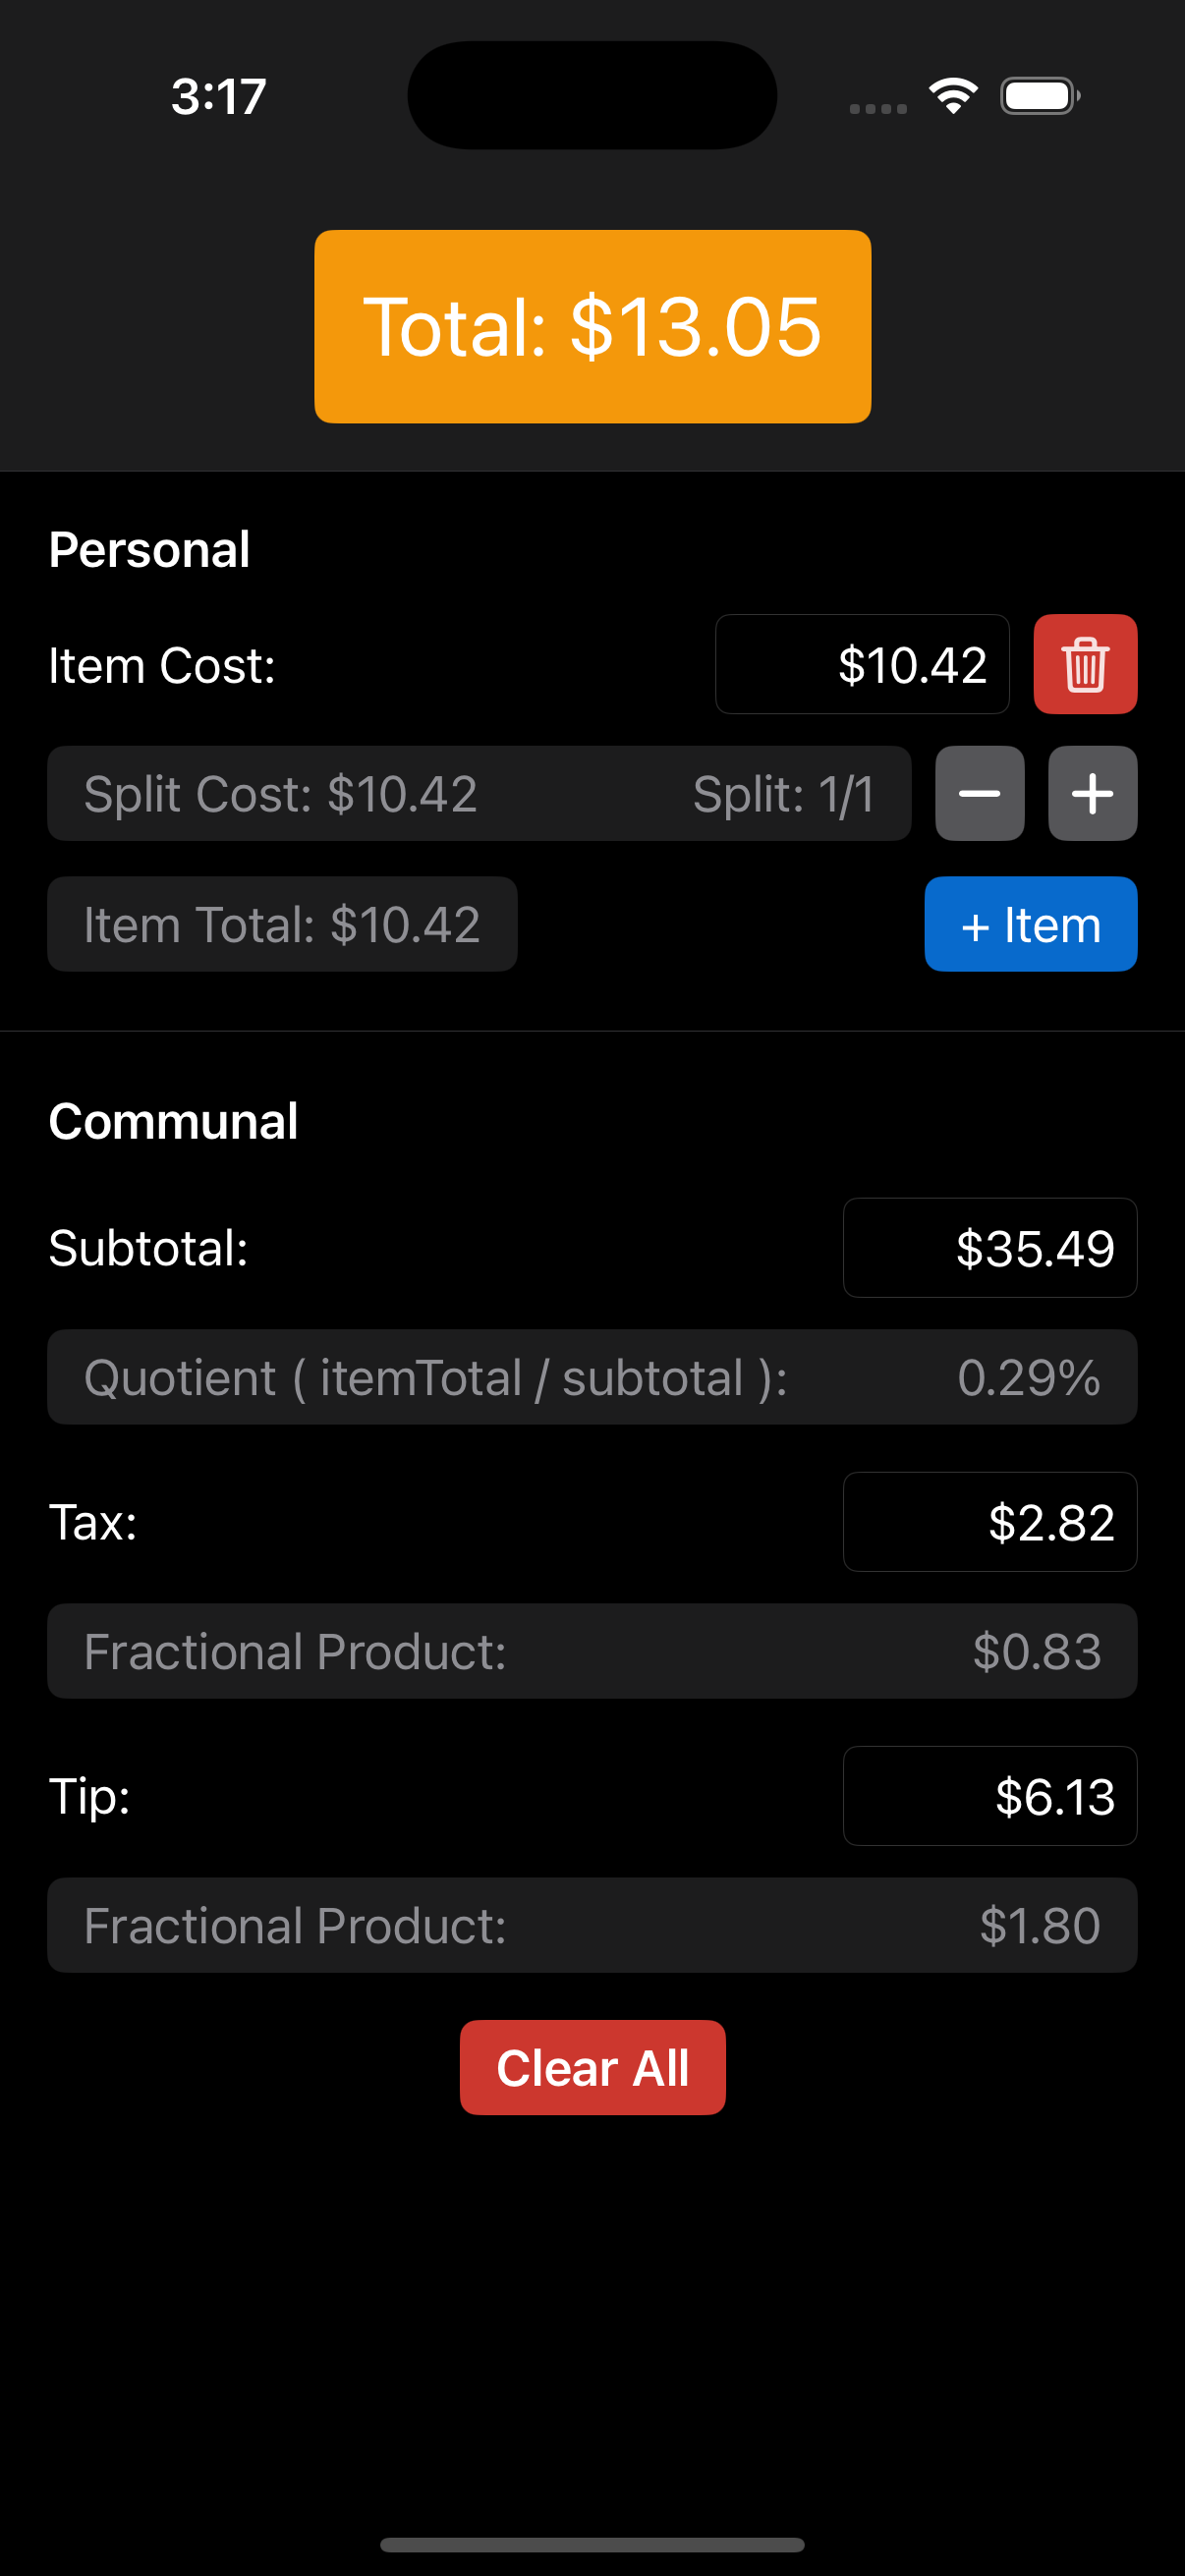 3:17
Total: $13.05
Personal
Item Cost: $10.42
Split Cost: $10.42 Split: 1/1 − +
Item Total: $10.42 + Item
Communal
Subtotal: $35.49
Quotient ( itemTotal / subtotal ): 0.29%
Tax: $2.82
Fractional Product: $0.83
Tip: $6.13
Fractional Product: $1.80
Clear All